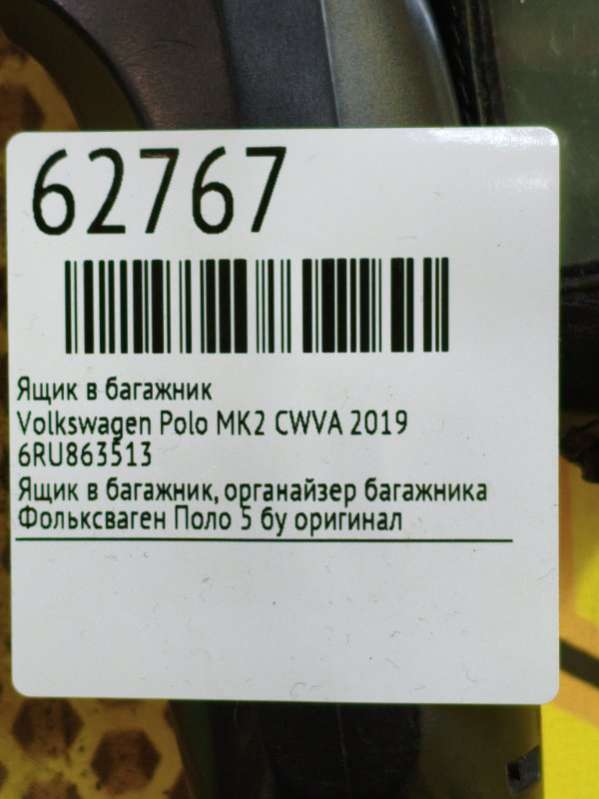 62767
Ящик в багажник
Volkswagen Polo MK2 CWVA 2019
6RU863513
Ящик в багажник, органайзер багажника
Фольксваген Поло 5 бу оригинал